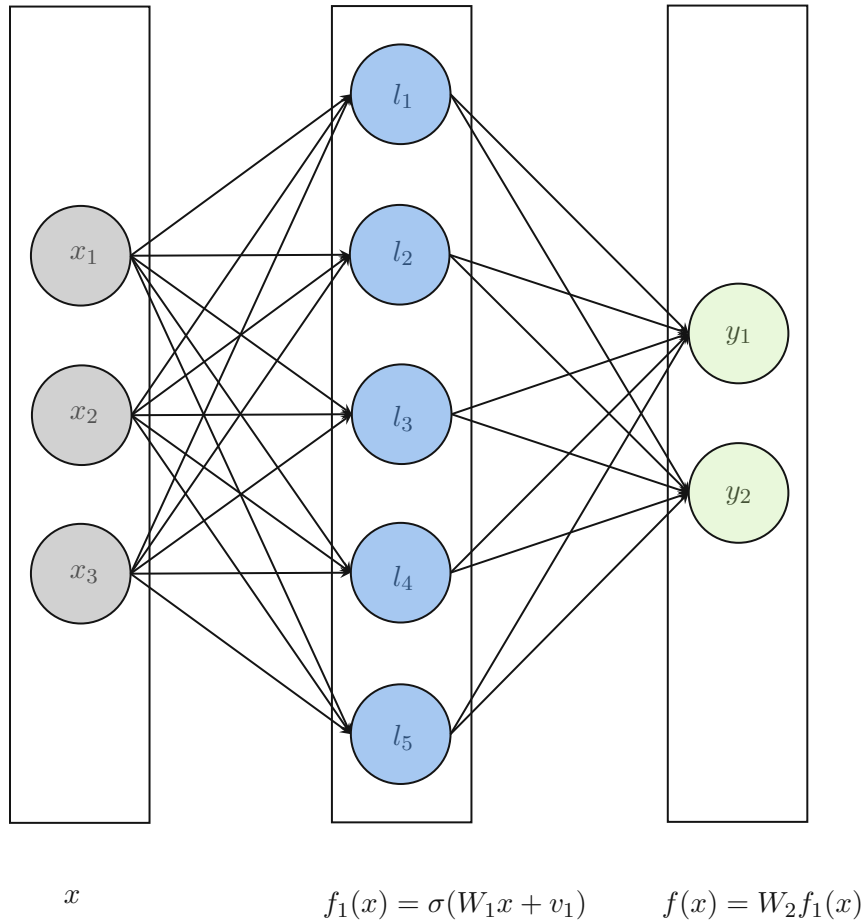 x₁
x₂
x₃
l₁
l₂
l₃
l₄
l₅
y₁
y₂
x
f₁(x) = σ(W₁x + v₁)
f(x) = W₂f₁(x)